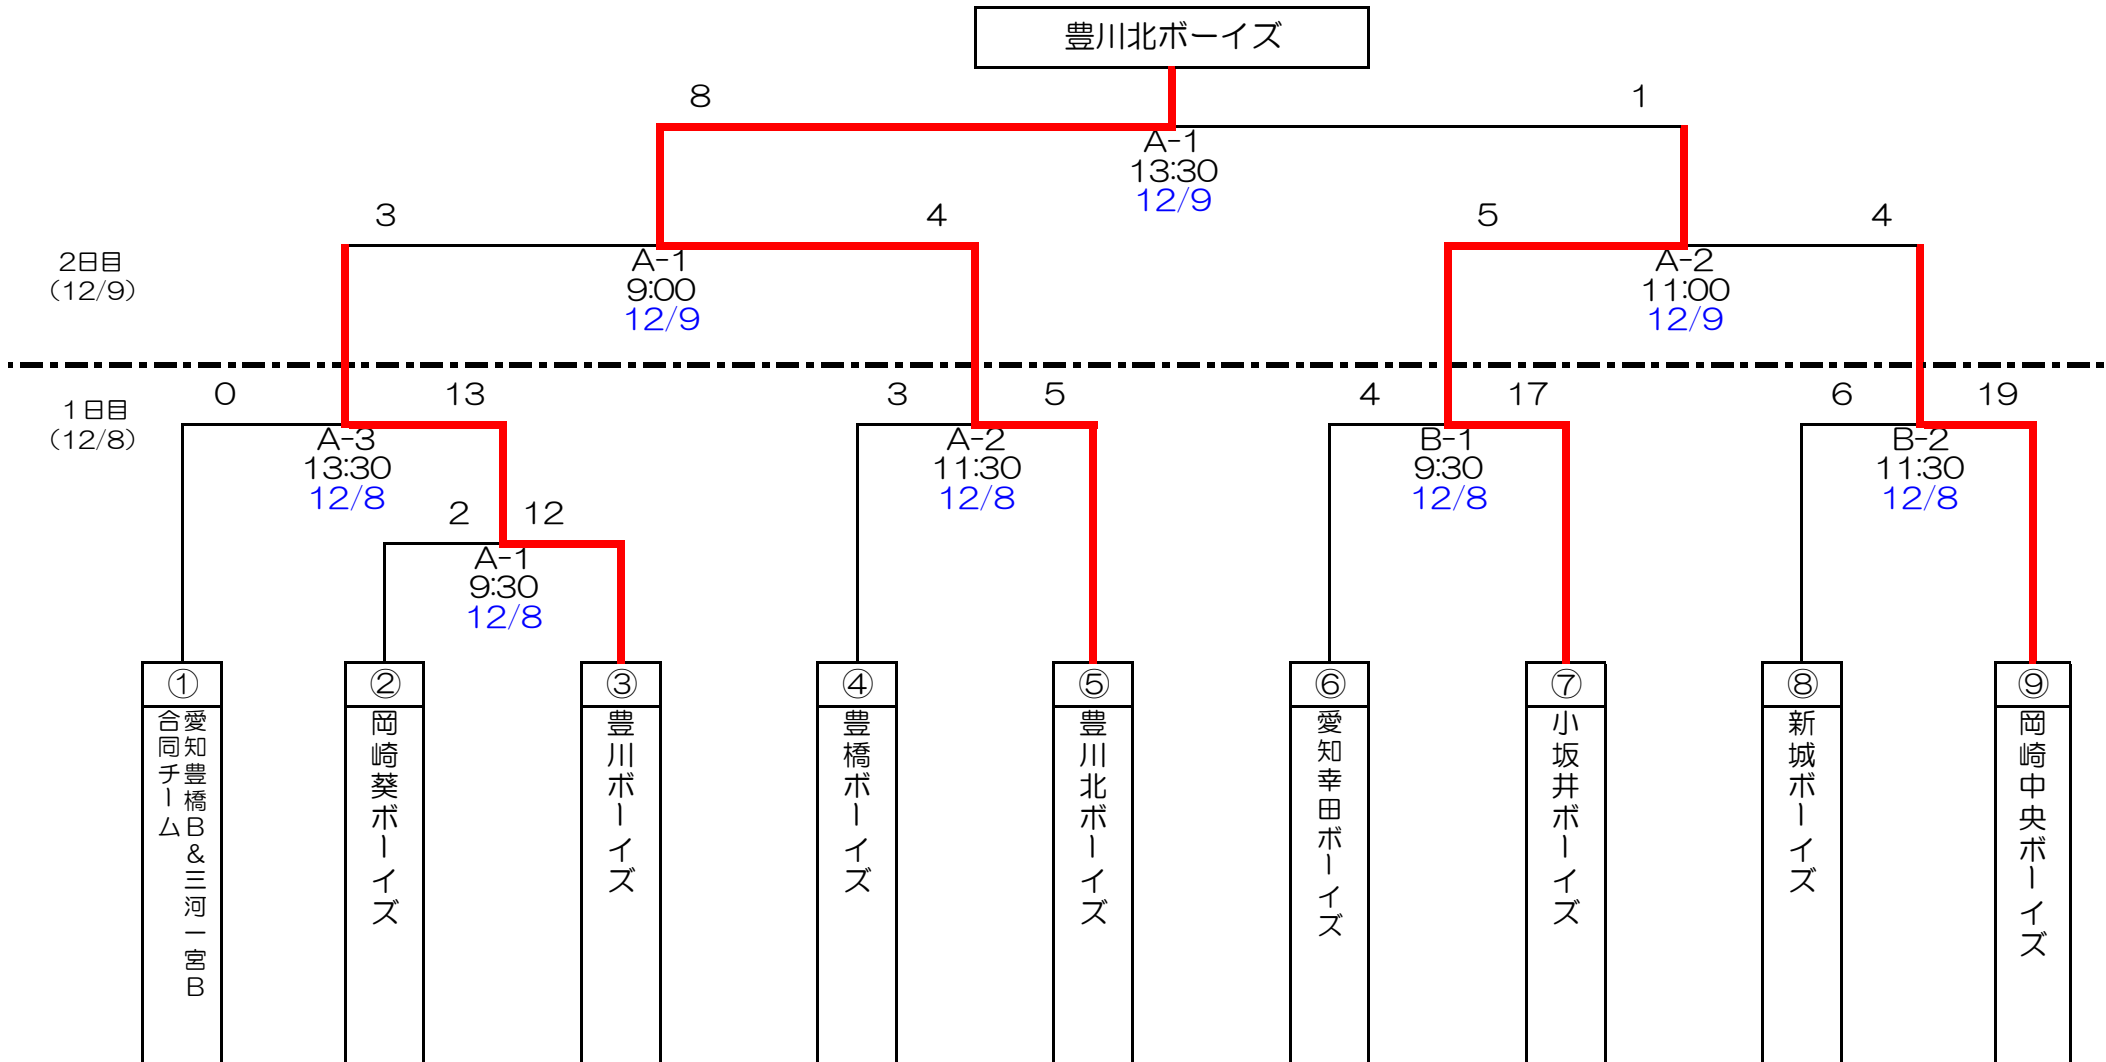 豊川北ボーイズ
8
1
A-1
13:30
12/9
3
4
5
4
2日目
（12/9）
A-1
9:00
12/9
A-2
11:00
12/9
0
13
3
5
4
17
6
19
1日目
（12/8）
A-3
13:30
12/8
A-2
11:30
12/8
B-1
9:30
12/8
B-2
11:30
12/8
2
12
A-1
9:30
12/8
①
愛知豊橋B＆三河一宮B
合同チーム
②
岡崎葵ボーイズ
③
豊川ボーイズ
④
豊橋ボーイズ
⑤
豊川北ボーイズ
⑥
愛知幸田ボーイズ
⑦
小坂井ボーイズ
⑧
新城ボーイズ
⑨
岡崎中央ボーイズ